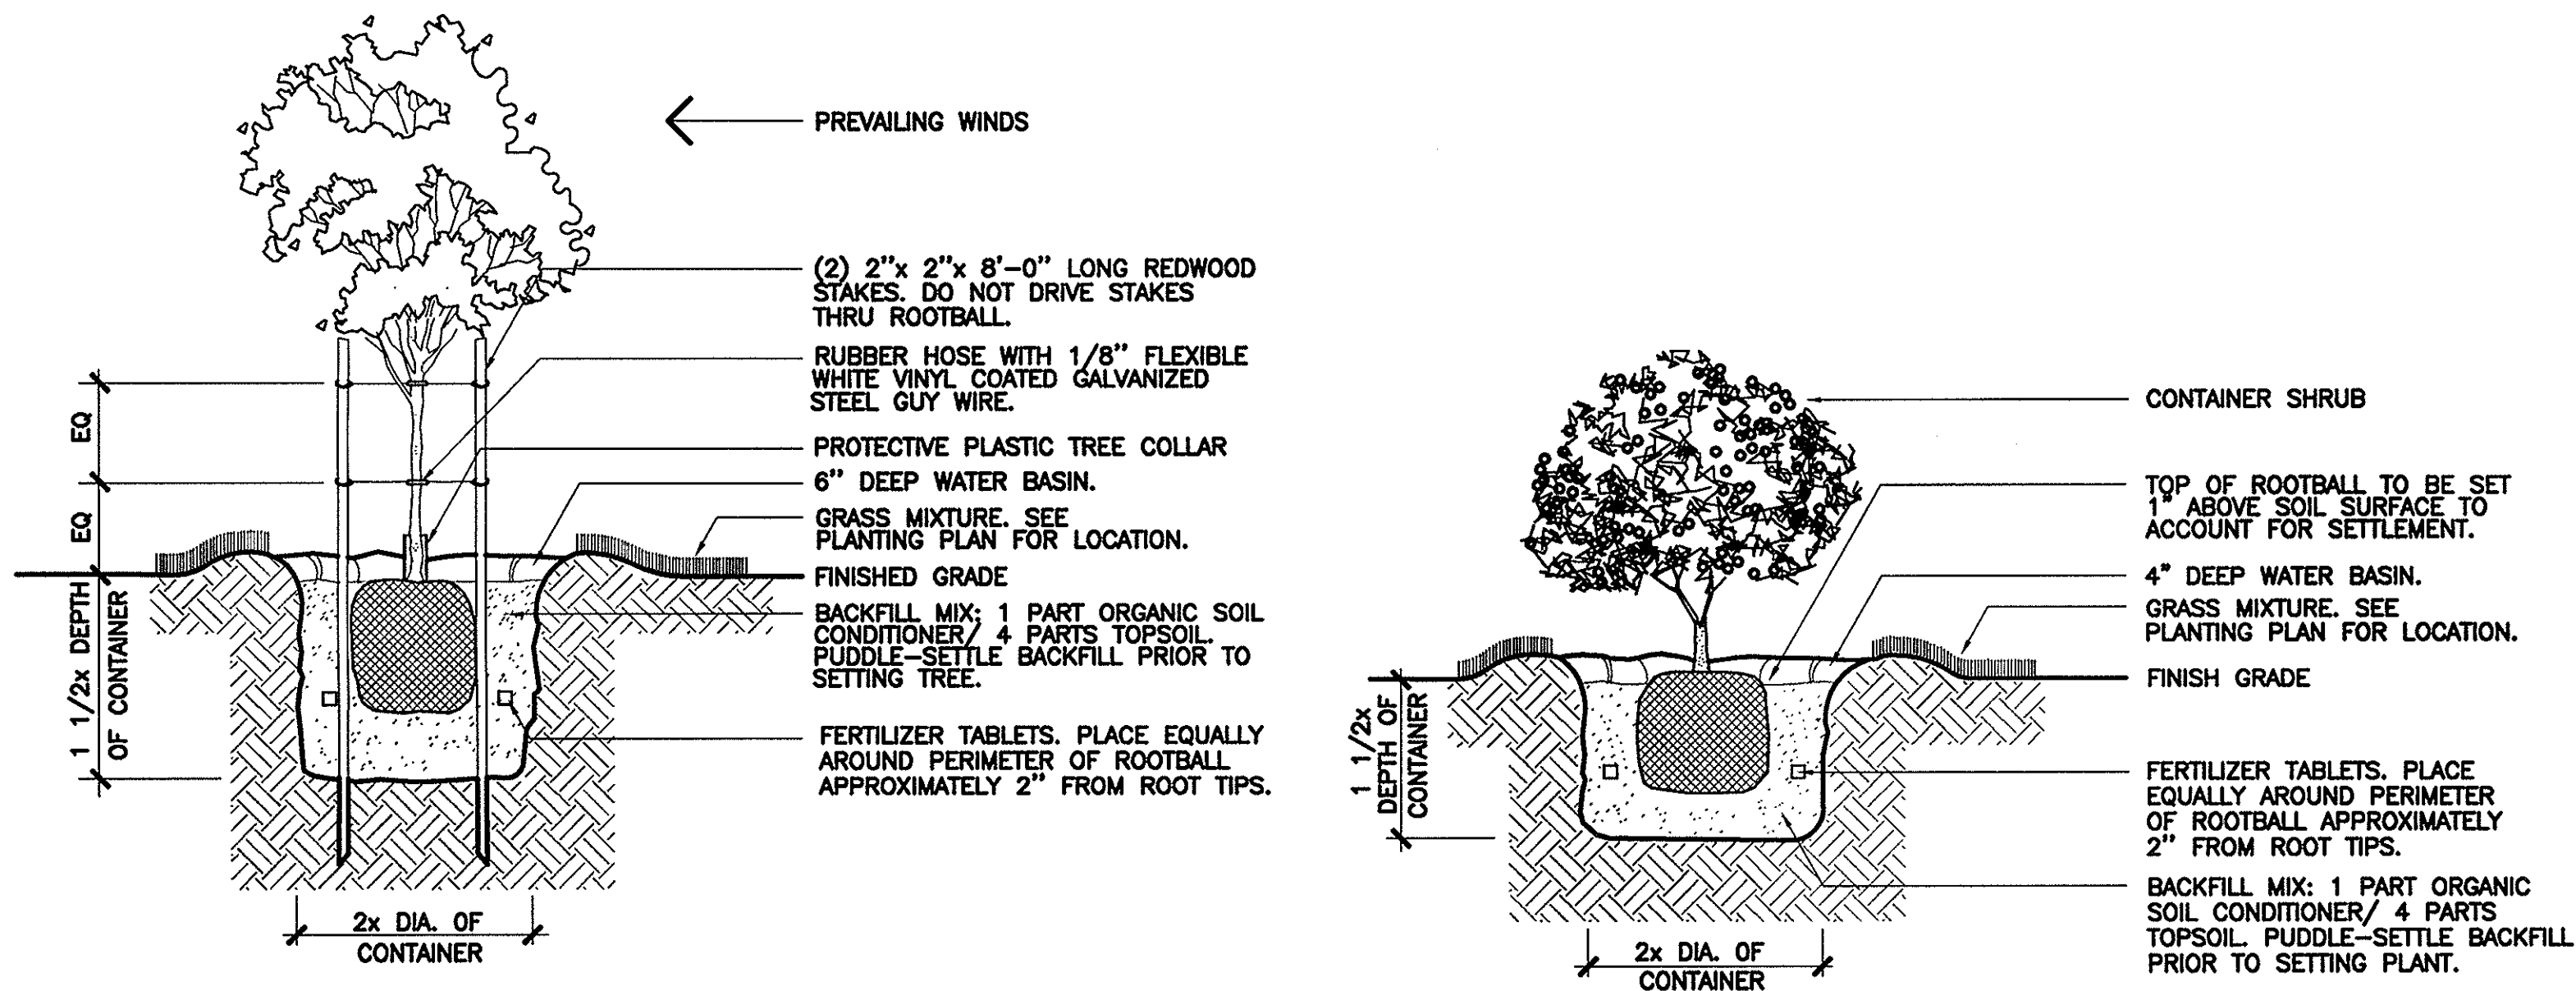 PREVAILING WINDS
(2) 2"x 2"x 8'-0" LONG REDWOOD
STAKES. DO NOT DRIVE STAKES
THRU ROOTBALL.
RUBBER HOSE WITH 1/8" FLEXIBLE
WHITE VINYL COATED GALVANIZED
STEEL GUY WIRE.
PROTECTIVE PLASTIC TREE COLLAR
6" DEEP WATER BASIN.
GRASS MIXTURE. SEE
PLANTING PLAN FOR LOCATION.
FINISHED GRADE
BACKFILL MIX: 1 PART ORGANIC SOIL
CONDITIONER/ 4 PARTS TOPSOIL.
PUDDLE-SETTLE BACKFILL PRIOR TO
SETTING TREE.
FERTILIZER TABLETS. PLACE EQUALLY
AROUND PERIMETER OF ROOTBALL
APPROXIMATELY 2" FROM ROOT TIPS.
EQ
EQ
1 1/2x DEPTH
OF CONTAINER
2x DIA. OF
CONTAINER
CONTAINER SHRUB
TOP OF ROOTBALL TO BE SET
1" ABOVE SOIL SURFACE TO
ACCOUNT FOR SETTLEMENT.
4" DEEP WATER BASIN.
GRASS MIXTURE. SEE
PLANTING PLAN FOR LOCATION.
FINISH GRADE
FERTILIZER TABLETS. PLACE
EQUALLY AROUND PERIMETER
OF ROOTBALL APPROXIMATELY
2" FROM ROOT TIPS.
BACKFILL MIX: 1 PART ORGANIC
SOIL CONDITIONER/ 4 PARTS
TOPSOIL. PUDDLE-SETTLE BACKFILL
PRIOR TO SETTING PLANT.
1 1/2x
DEPTH OF
CONTAINER
2x DIA. OF
CONTAINER